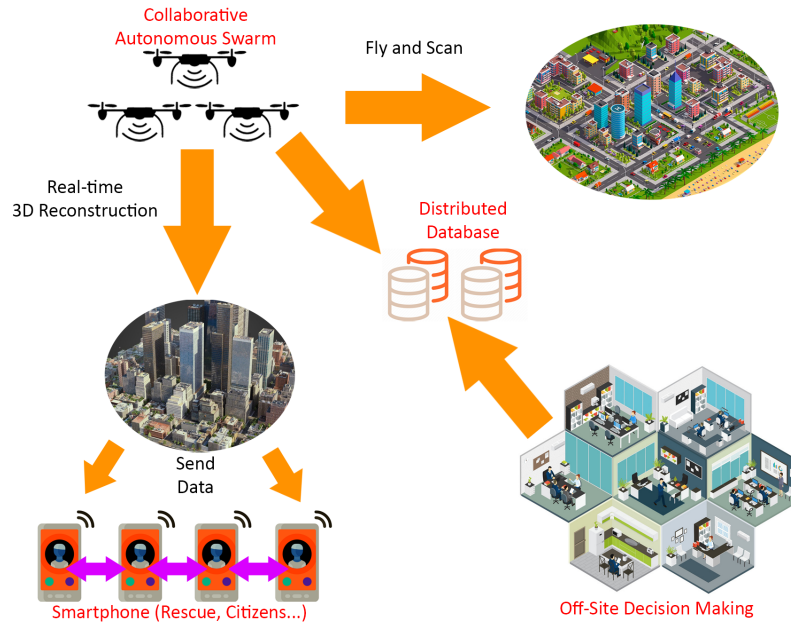 Collaborative
Autonomous Swarm
Fly and Scan
Real-time
3D Reconstruction
Distributed
Database
Send
Data
Smartphone (Rescue, Citizens...)
Off-Site Decision Making